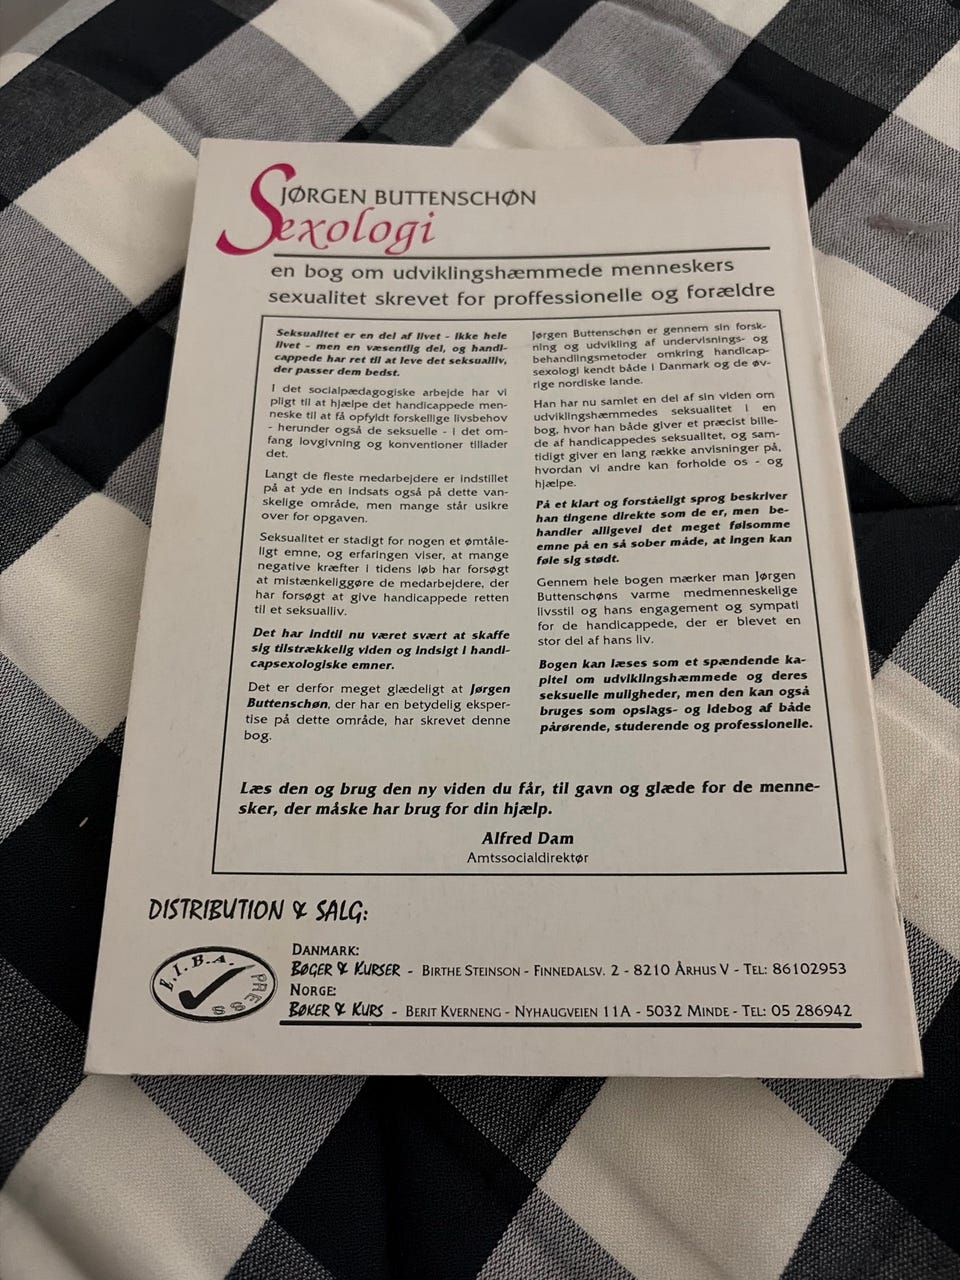 JØRGEN BUTTENSCHØN
Sexologi
en bog om udviklingshæmmede menneskers
sexualitet skrevet for proffessionelle og forældre
Seksualitet er en del af livet - ikke hele
livet - men en væsentlig del, og handi-
cappede har ret til at leve det seksualliv,
der passer dem bedst.
I det socialpædagogiske arbejde har vi
pligt til at hjælpe det handicappede men-
neske til at få opfyldt forskellige livsbehov
- herunder også de seksuelle - i det om-
fang lovgivning og konventioner tillader
det.
Langt de fleste medarbejdere er indstillet
på at yde en indsats også på dette van-
skelige område, men mange står usikre
over for opgaven.
Seksualitet er stadigt for nogen et ømtåle-
ligt emne, og erfaringen viser, at mange
negative kræfter i tidens løb har forsøgt
at mistænkeliggøre de medarbejdere, der
har forsøgt at give handicappede retten
til et seksualliv.
Det har indtil nu været svært at skaffe
sig tilstrækkelig viden og indsigt i handi-
capsexologiske emner.
Det er derfor meget glædeligt at Jørgen
Buttenschøn, der har en betydelig eksper-
tise på dette område, har skrevet denne
bog.
Jørgen Buttenschøn er gennem sin forsk-
ning og udvikling af undervisnings- og
behandlingsmetoder omkring handicap-
sexologi kendt både i Danmark og de øv-
rige nordiske lande.
Han har nu samlet en del af sin viden om
udviklingshæmmedes seksualitet i en
bog, hvor han både giver et præcist bille-
de af handicappedes seksualitet, og sam-
tidigt giver en lang række anvisninger på,
hvordan vi andre kan forholde os - og
hjælpe.
På et klart og forståeligt sprog beskriver
han tingene direkte som de er, men be-
handler alligevel det meget følsomme
emne på en så sober måde, at ingen kan
føle sig stødt.
Gennem hele bogen mærker man Jørgen
Buttenschøns varme medmenneskelige
livsstil og hans engagement og sympati
for de handicappede, der er blevet en
stor del af hans liv.
Bogen kan læses som et spændende ka-
pitel om udviklingshæmmede og deres
seksuelle muligheder, men den kan også
bruges som opslags- og idebog af både
pårørende, studerende og professionelle.
Læs den og brug den ny viden du får, til gavn og glæde for de menne-
sker, der måske har brug for din hjælp.
Alfred Dam
Amtssocialdirektør
DISTRIBUTION & SALG:
E.I.B.A. PRESS
DANMARK:
BØGER & KURSER - BIRTHE STEINSON - FINNEDALSV. 2 - 8210 ÅRHUS V - TEL: 86102953
NORGE:
BØKER & KURS - BERIT KVERNENG - NYHAUGVEIEN 11A - 5032 MINDE - TEL: 05 286942